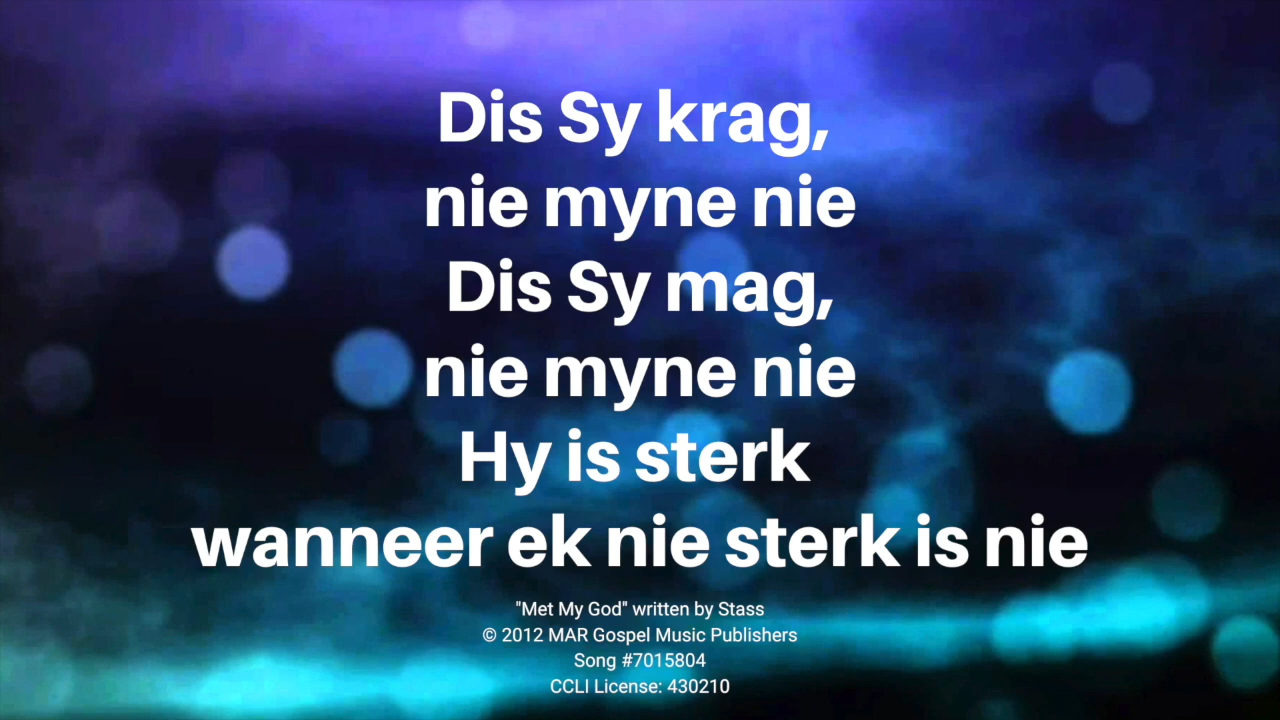 Dis Sy krag,
nie myne nie
Dis Sy mag,
nie myne nie
Hy is sterk
wanneer ek nie sterk is nie
"Met My God" written by Stass
© 2012 MAR Gospel Music Publishers
Song #7015804
CCLI License: 430210